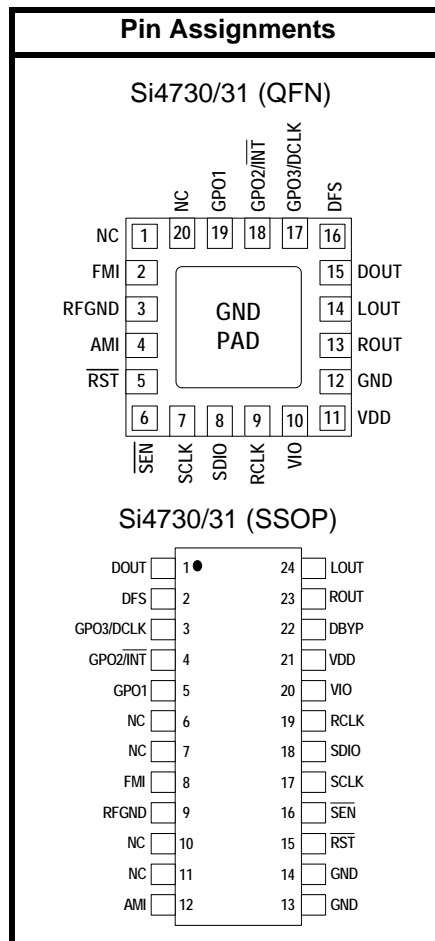 Pin Assignments
Si4730/31 (QFN)
NC
GPO1
GPO2/INT
GPO3/DCLK
DFS
NC 1 20 19 18 17 16
FMI 2 15 DOUT
RFGND 3 14 LOUT
GND
PAD
AMI 4 13 ROUT
RST 5 12 GND
6 7 8 9 10 11 VDD
SEN
SCLK
SDIO
RCLK
VIO
Si4730/31 (SSOP)
DOUT 1 24 LOUT
DFS 2 23 ROUT
GPO3/DCLK 3 22 DBYP
GPO2/INT 4 21 VDD
GPO1 5 20 VIO
NC 6 19 RCLK
NC 7 18 SDIO
FMI 8 17 SCLK
RFGND 9 16 SEN
NC 10 15 RST
NC 11 14 GND
AMI 12 13 GND